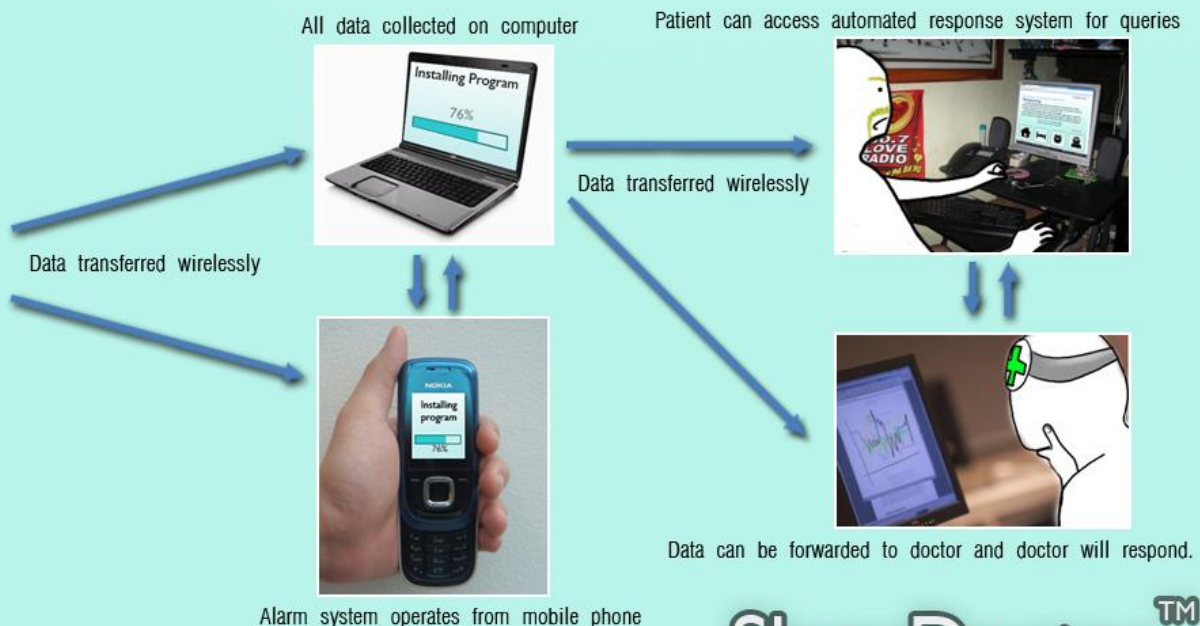 All data collected on computer
Patient can access automated response system for queries
Installing Program
76%
LOVE
RADIO
Data transferred wirelessly
Data transferred wirelessly
NOKIA
Installing
program
76%
Data can be forwarded to doctor and doctor will respond.
Alarm system operates from mobile phone
TM